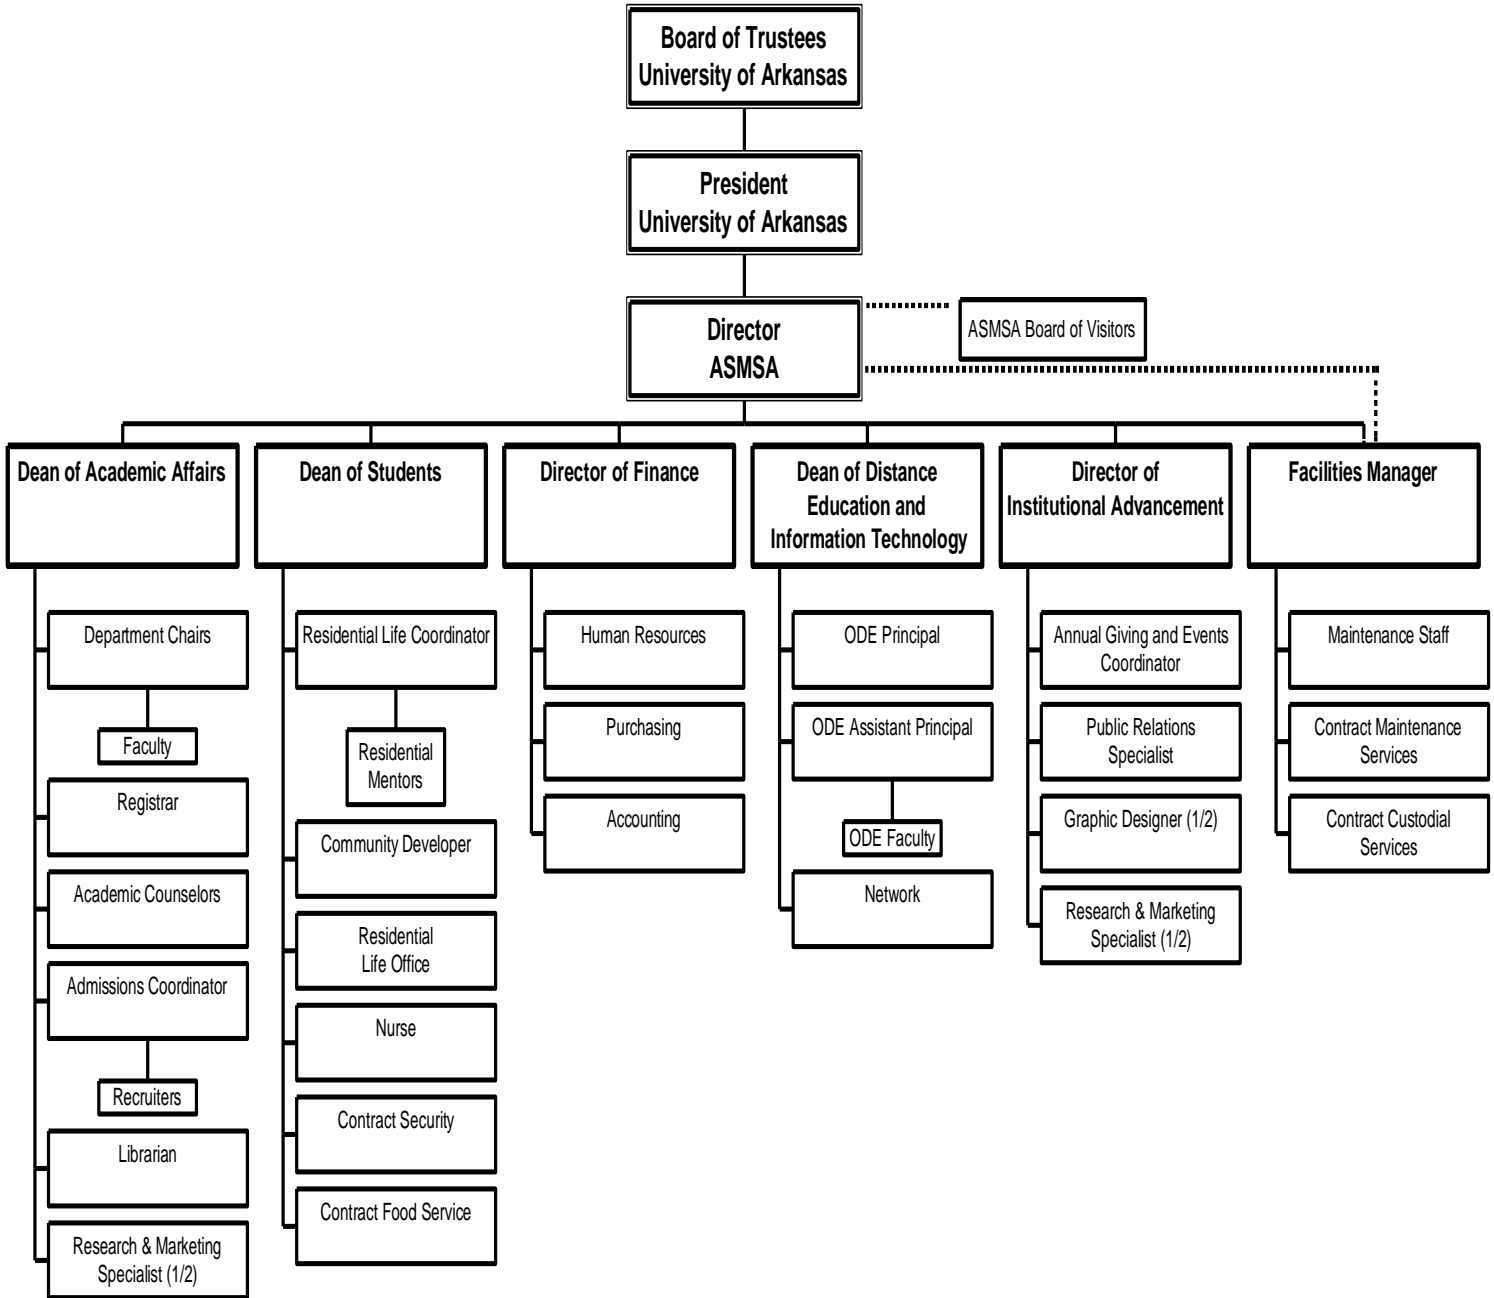 Board of Trustees
University of Arkansas
President
University of Arkansas
Director
ASMSA
ASMSA Board of Visitors
Dean of Academic Affairs
Department Chairs
Faculty
Registrar
Academic Counselors
Admissions Coordinator
Recruiters
Librarian
Research & Marketing
Specialist (1/2)
Dean of Students
Residential Life Coordinator
Residential
Mentors
Community Developer
Residential
Life Office
Nurse
Contract Security
Contract Food Service
Director of Finance
Human Resources
Purchasing
Accounting
Dean of Distance
Education and
Information Technology
ODE Principal
ODE Assistant Principal
ODE Faculty
Network
Director of
Institutional Advancement
Annual Giving and Events
Coordinator
Public Relations
Specialist
Graphic Designer (1/2)
Research & Marketing
Specialist (1/2)
Facilities Manager
Maintenance Staff
Contract Maintenance
Services
Contract Custodial
Services